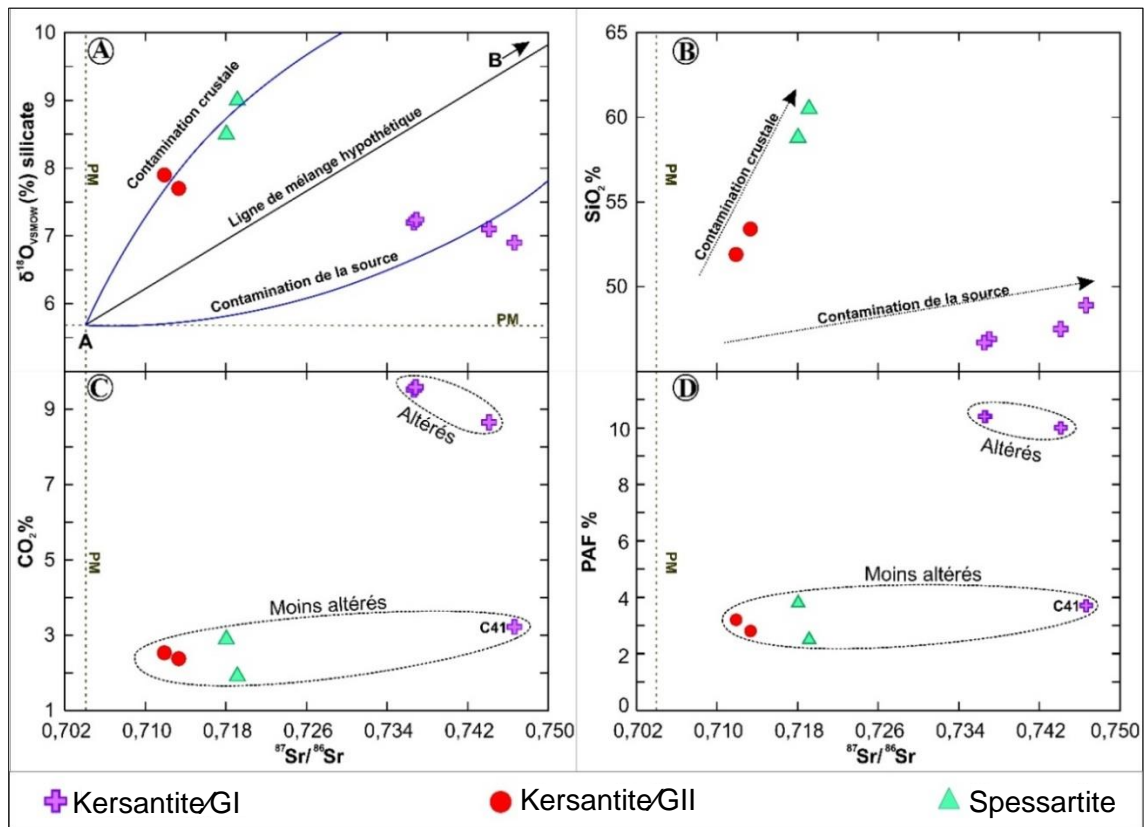 A
10
9
8
7
6
δ¹⁸O VSMOW (%) silicate
PM
Contamination crustale
Ligne de mélange hypothétique
B
Contamination de la source
PM
A
B
65
60
55
50
SiO₂ %
PM
Contamination crustale
Contamination de la source
C
9
7
5
3
1
CO₂ %
PM
Altérés
Moins altérés
C41
0,702 0,710 0,718 0,726 0,734 0,742 0,750
⁸⁷Sr/⁸⁶Sr
D
10
8
6
4
2
0
PAF %
PM
Altérés
Moins altérés
C41
0,702 0,710 0,718 0,726 0,734 0,742 0,750
⁸⁷Sr/⁸⁶Sr
Kersantite/GI
Kersantite/GII
Spessartite